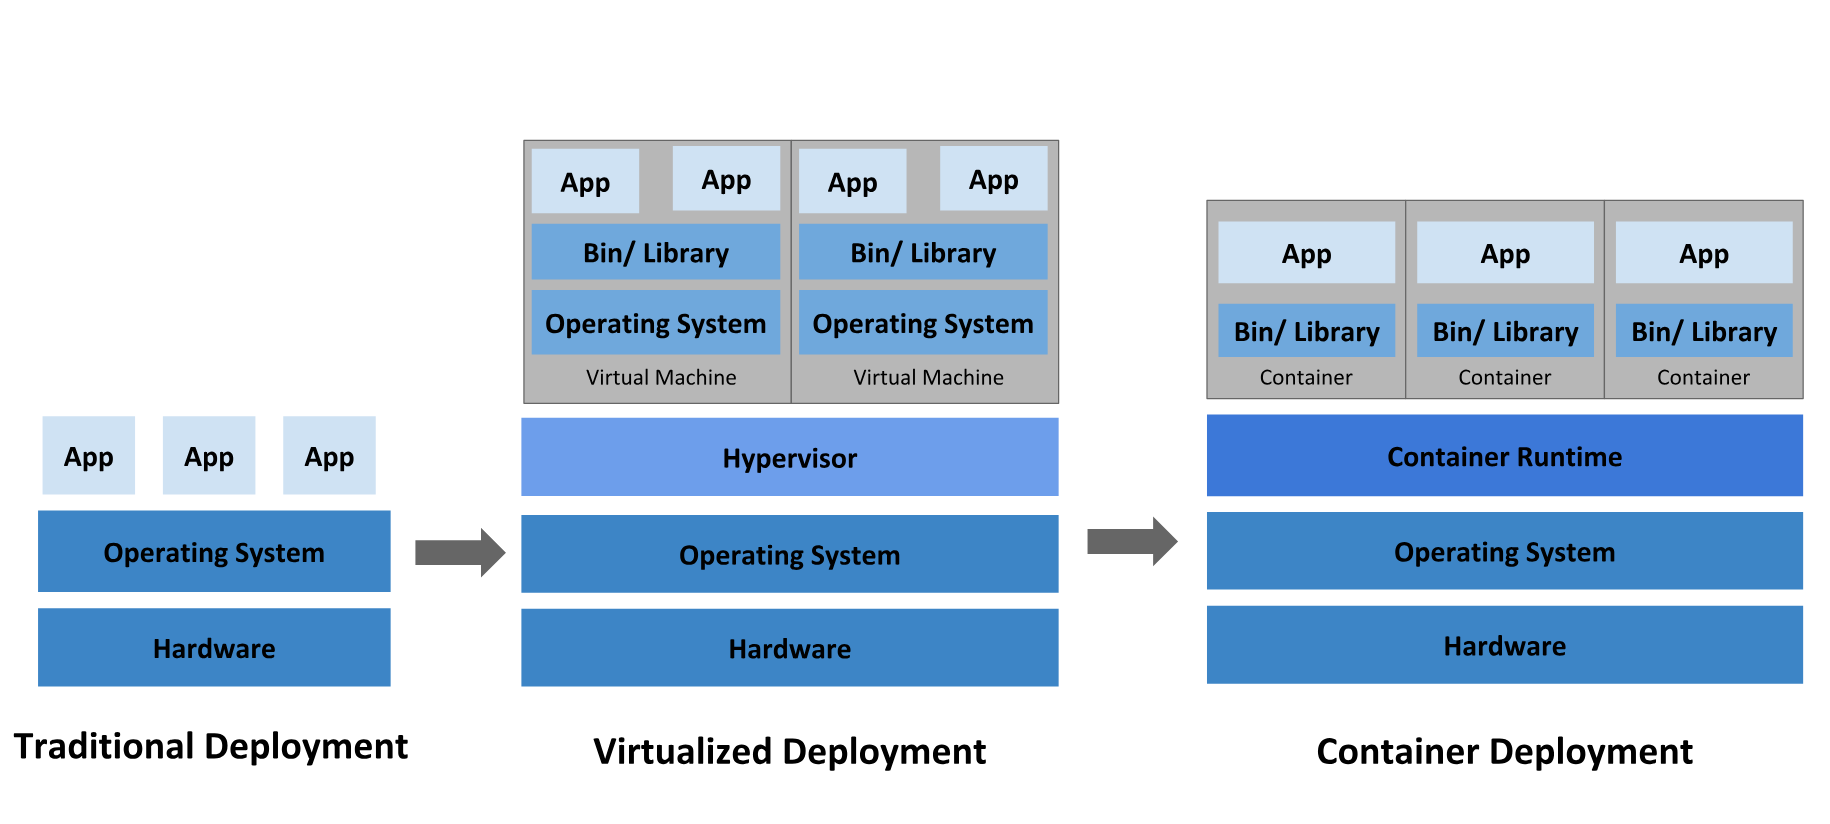 App
App
App
Operating System
Hardware
Traditional Deployment
App
App
Bin/ Library
Operating System
Virtual Machine
App
App
Bin/ Library
Operating System
Virtual Machine
Hypervisor
Operating System
Hardware
Virtualized Deployment
App
Bin/ Library
Container
App
Bin/ Library
Container
App
Bin/ Library
Container
Container Runtime
Operating System
Hardware
Container Deployment